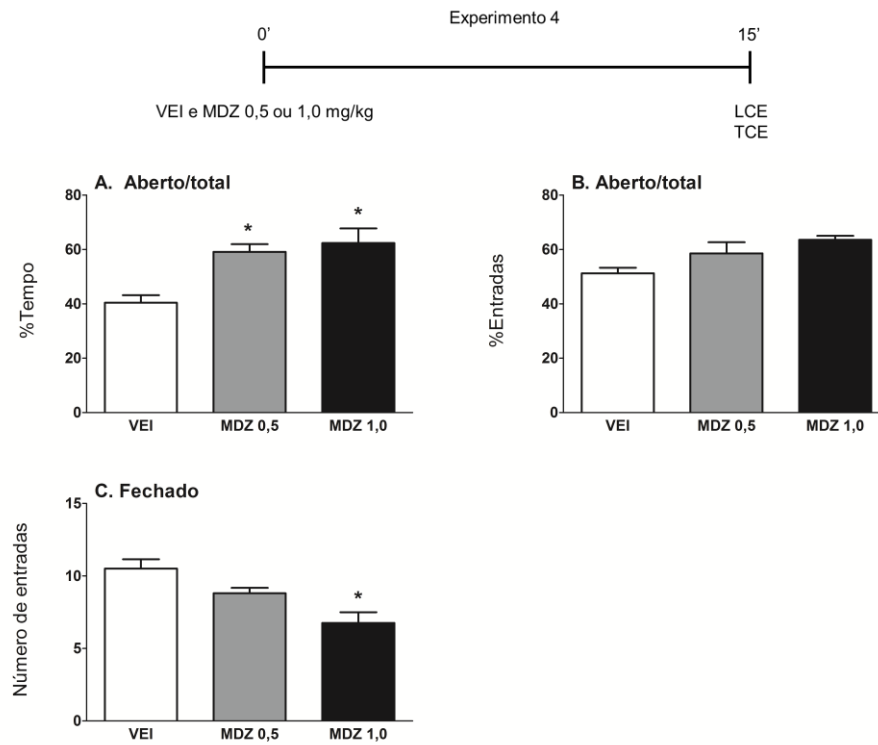 Experimento 4
0' 15'
VEI e MDZ 0,5 ou 1,0 mg/kg LCE
TCE
A. Aberto/total
%Tempo
80
60
40
20
0
* *
VEI MDZ 0,5 MDZ 1,0
B. Aberto/total
%Entradas
80
60
40
20
0
VEI MDZ 0,5 MDZ 1,0
C. Fechado
Número de entradas
15
10
5
0
*
VEI MDZ 0,5 MDZ 1,0